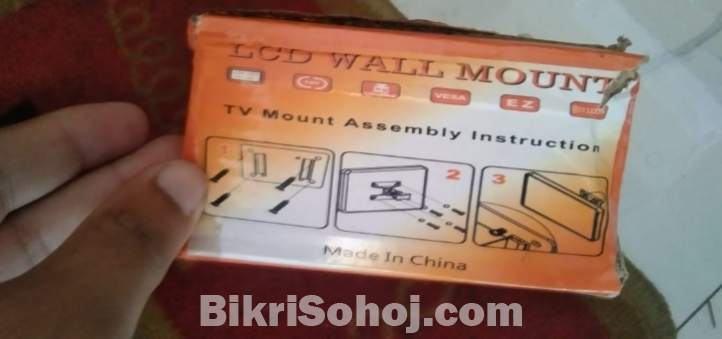 LCD WALL MOUNT
VESA EZ
TV Mount Assembly Instruction
1 2 3
Made In China
BikriSohoj.com